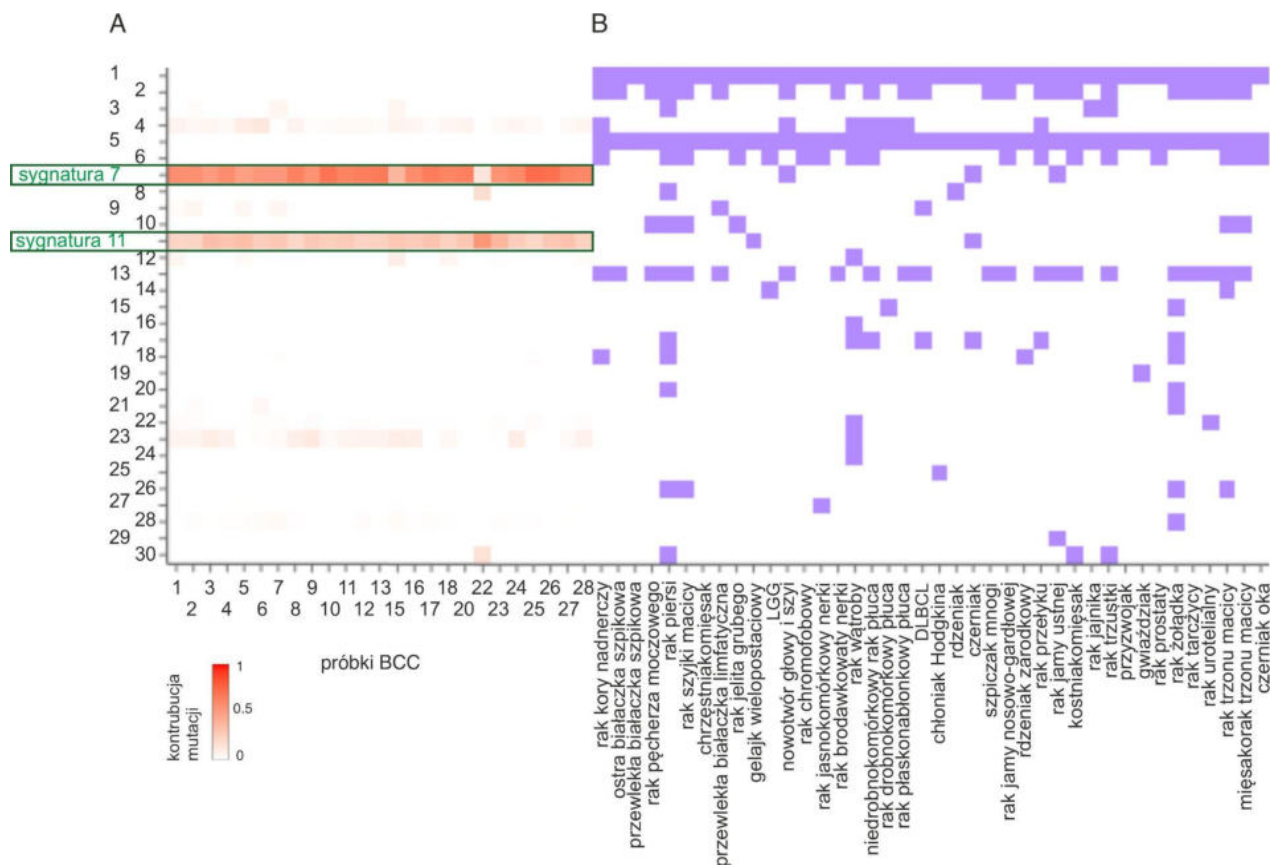 A
B
1
2
3
4
5
6
sygnatura 7
8
9
10
sygnatura 11
12
13
14
15
16
17
18
19
20
21
22
23
24
25
26
27
28
29
30
1 3 5 7 9 11 13 15 17 20 22 24 26 28
2 4 6 8 10 12 14 16 18 21 23 25 27
próbki BCC
kontrubucja
mutacji
1
0.5
0
rak kory nadnerczy
ostra białaczka szpikowa
przewlekła białaczka szpikowa
rak pęcherza moczowego
rak piersi
rak szyjki macicy
chrzęstniakomięsak
przewlekła białaczka limfatyczna
rak jelita grubego
gelajk wielopostaciowy
LGG
nowotwór głowy i szyi
rak chromofobowy
rak jasnokomórkowy nerki
rak brodawkowaty nerki
rak wątroby
niedrobnokomórkowy rak płuca
rak drobnokomórkowy płuca
rak płaskonabłonkowy płuca
DLBCL
chłoniak Hodgkina
rdzeniak
czerniak
szpiczak mnogi
rak jamy nosowo-gardłowej
rdzeniak zarodkowy
rak przełyku
rak jamy ustnej
kostniakomięsak
rak jajnika
rak trzustki
przyzwojak
gwiaździak
rak prostaty
rak żołądka
rak tarczycy
rak urotelialny
rak trzonu macicy
mięsakorak trzonu macicy
czerniak oka